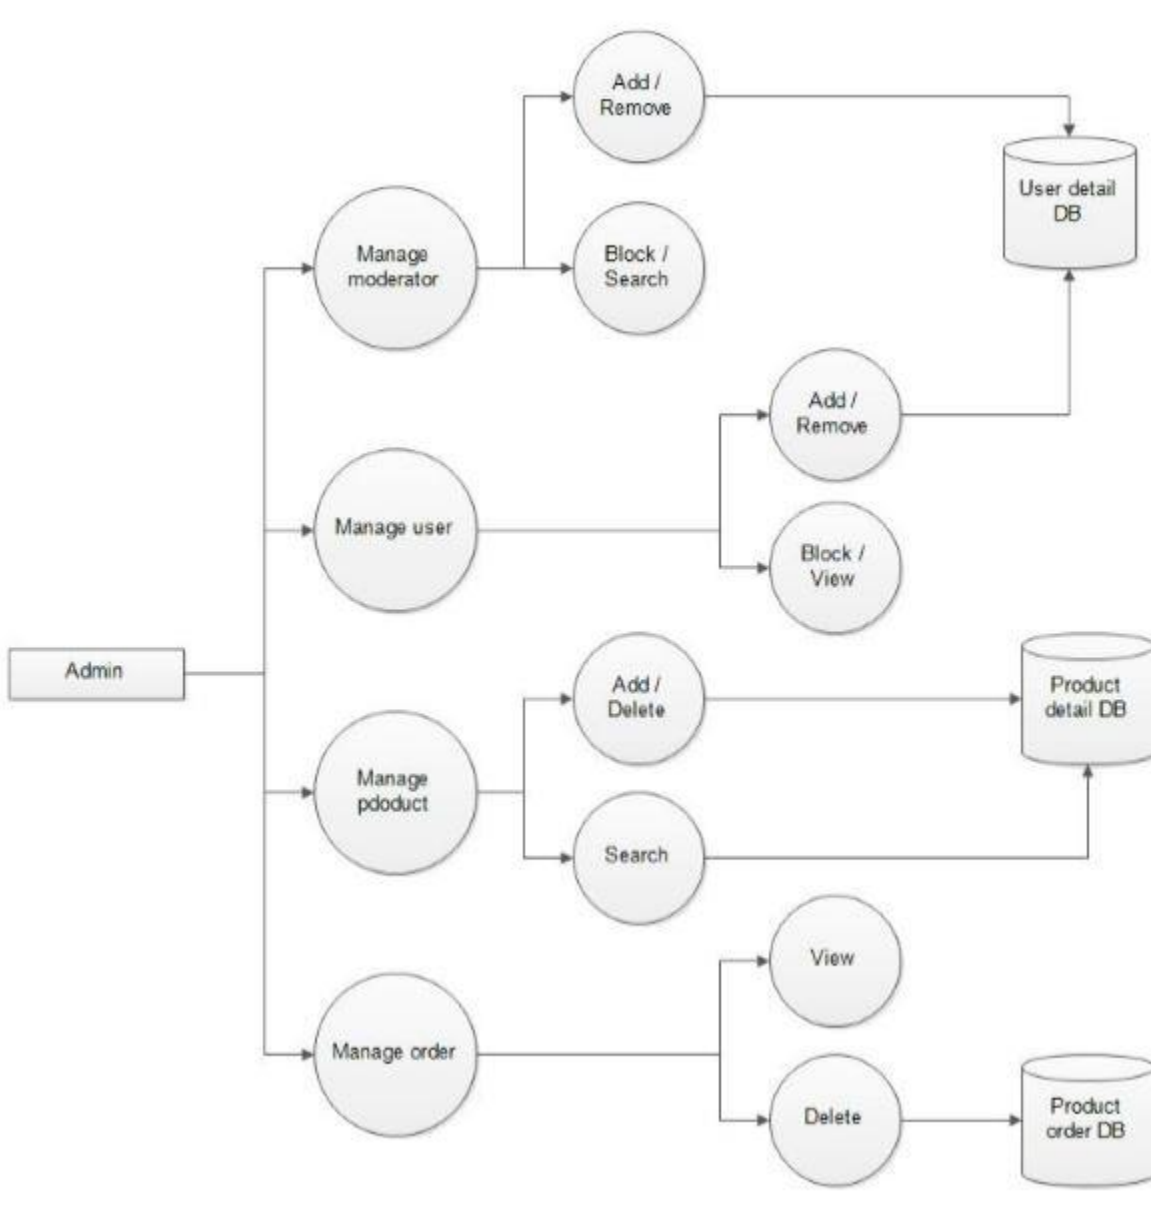 Add /
Remove
User detail
DB
Manage
moderator
Block /
Search
Add /
Remove
Manage user
Block /
View
Admin
Add /
Delete
Product
detail DB
Manage
pdoduct
Search
View
Manage order
Delete
Product
order DB